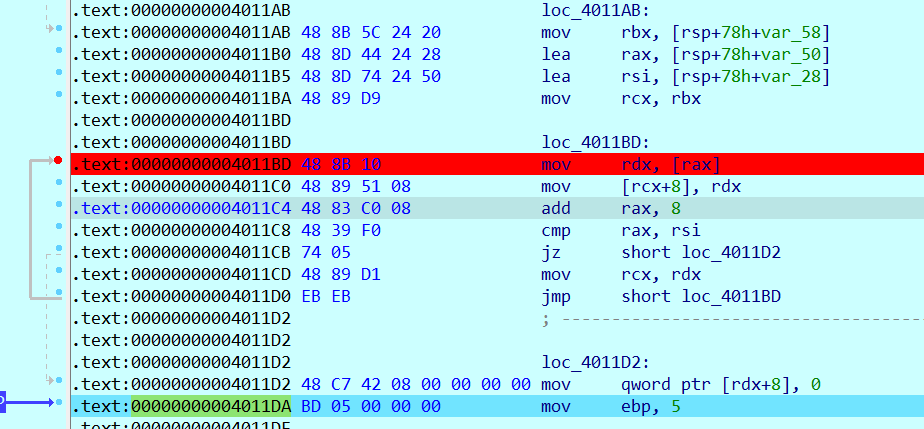 .text:00000000004011AB loc_4011AB:
.text:00000000004011AB 48 8B 5C 24 20 mov rbx, [rsp+78h+var_58]
.text:00000000004011B0 48 8D 44 24 28 lea rax, [rsp+78h+var_50]
.text:00000000004011B5 48 8D 74 24 50 lea rsi, [rsp+78h+var_28]
.text:00000000004011BA 48 89 D9 mov rcx, rbx
.text:00000000004011BD
.text:00000000004011BD loc_4011BD:
.text:00000000004011BD 48 8B 10 mov rdx, [rax]
.text:00000000004011C0 48 89 51 08 mov [rcx+8], rdx
.text:00000000004011C4 48 83 C0 08 add rax, 8
.text:00000000004011C8 48 39 F0 cmp rax, rsi
.text:00000000004011CB 74 05 jz short loc_4011D2
.text:00000000004011CD 48 89 D1 mov rcx, rdx
.text:00000000004011D0 EB EB jmp short loc_4011BD
.text:00000000004011D2 ; -------------------------------------
.text:00000000004011D2
.text:00000000004011D2 loc_4011D2:
.text:00000000004011D2 48 C7 42 08 00 00 00 00 mov qword ptr [rdx+8], 0
.text:00000000004011DA BD 05 00 00 00 mov ebp, 5